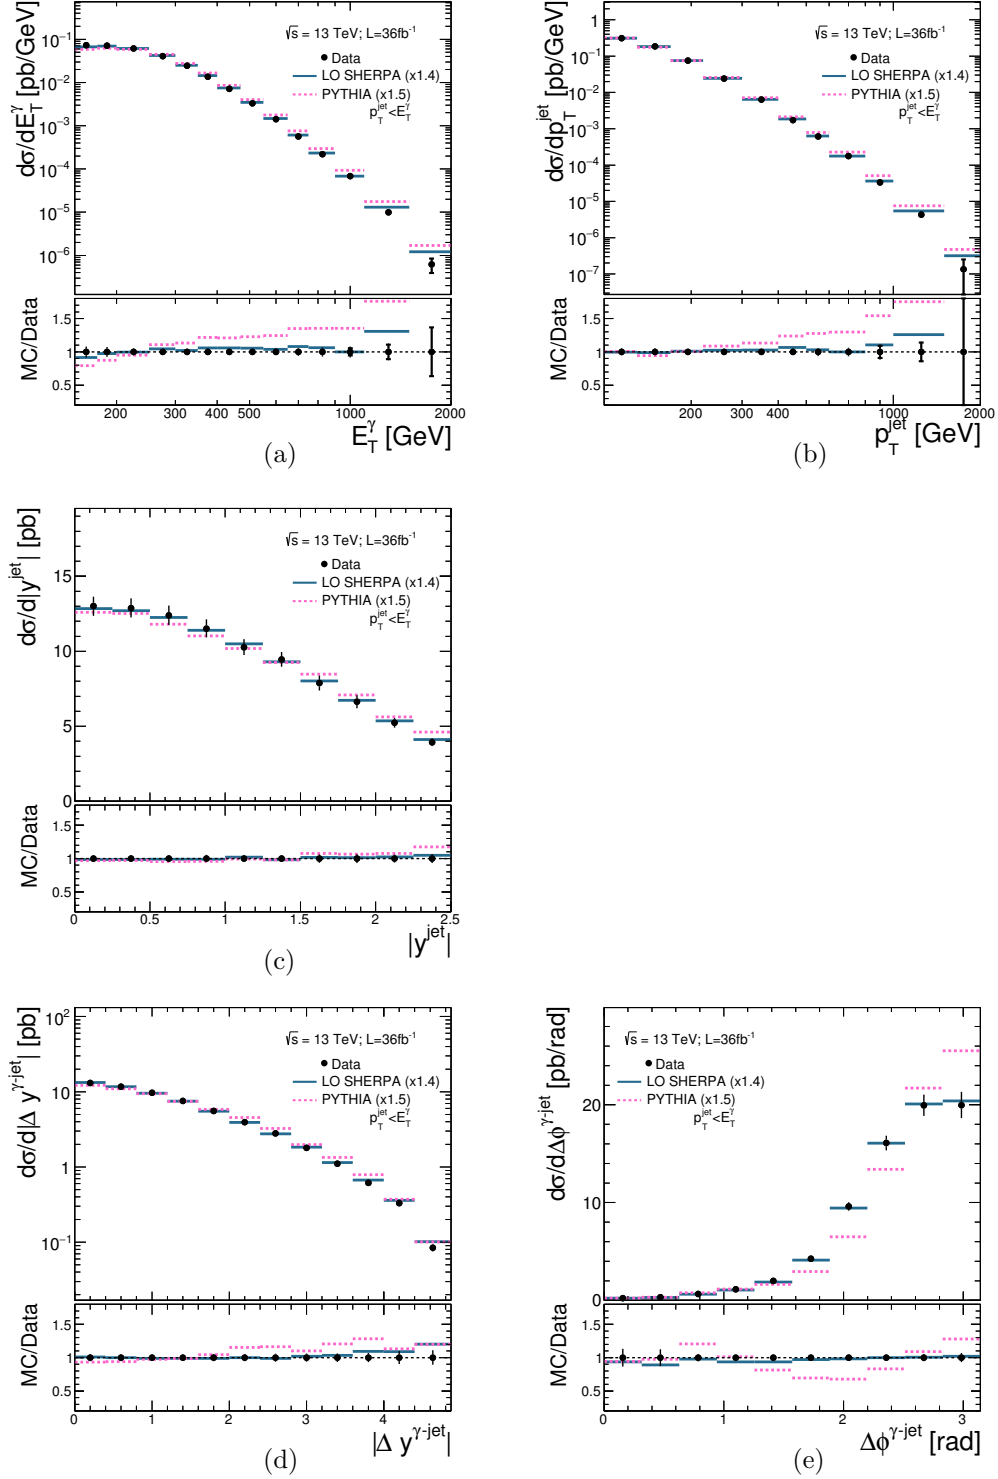 dσ/dE_T^γ [pb/GeV]
10⁻¹
10⁻²
10⁻³
10⁻⁴
10⁻⁵
10⁻⁶
√s = 13 TeV; L=36fb⁻¹
Data
LO SHERPA (x1.4)
PYTHIA (x1.5)
p_T^jet<E_T^γ
MC/Data
1.5
1
0.5
200 300 400 500 1000 2000
E_T^γ [GeV]
(a)
dσ/dp_T^jet [pb/GeV]
1
10⁻¹
10⁻²
10⁻³
10⁻⁴
10⁻⁵
10⁻⁶
10⁻⁷
√s = 13 TeV; L=36fb⁻¹
Data
LO SHERPA (x1.4)
PYTHIA (x1.5)
p_T^jet<E_T^γ
MC/Data
1.5
1
0.5
200 300 400 1000 2000
p_T^jet [GeV]
(b)
dσ/d|y^jet| [pb]
15
10
5
0
√s = 13 TeV; L=36fb⁻¹
Data
LO SHERPA (x1.4)
PYTHIA (x1.5)
p_T^jet<E_T^γ
MC/Data
1.5
1
0.5
0 0.5 1 1.5 2 2.5
|y^jet|
(c)
dσ/d|Δ y^γ-jet| [pb]
10²
10
1
10⁻¹
√s = 13 TeV; L=36fb⁻¹
Data
LO SHERPA (x1.4)
PYTHIA (x1.5)
p_T^jet<E_T^γ
MC/Data
1.5
1
0.5
0 1 2 3 4
|Δ y^γ-jet|
(d)
dσ/dΔϕ^γ-jet [pb/rad]
20
10
0
√s = 13 TeV; L=36fb⁻¹
Data
LO SHERPA (x1.4)
PYTHIA (x1.5)
p_T^jet<E_T^γ
MC/Data
1.5
1
0.5
0 1 2 3
Δϕ^γ-jet [rad]
(e)